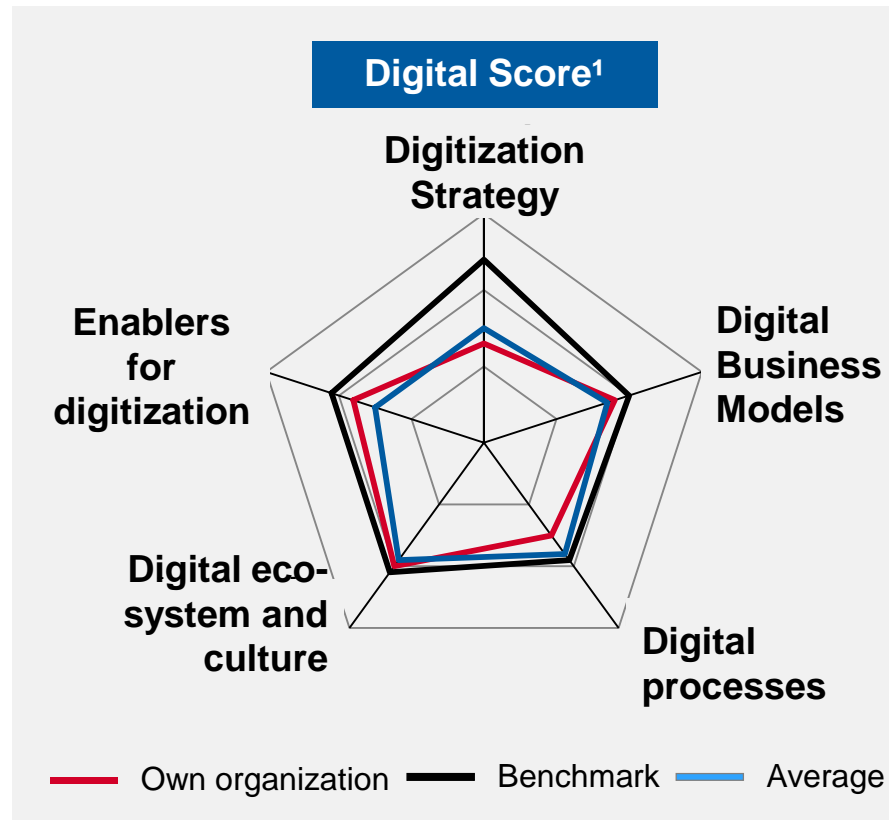 Digital Score¹
Digitization
Strategy
Enablers
for
digitization
Digital
Business
Models
Digital eco-
system and
culture
Digital
processes
Own organization
Benchmark
Average